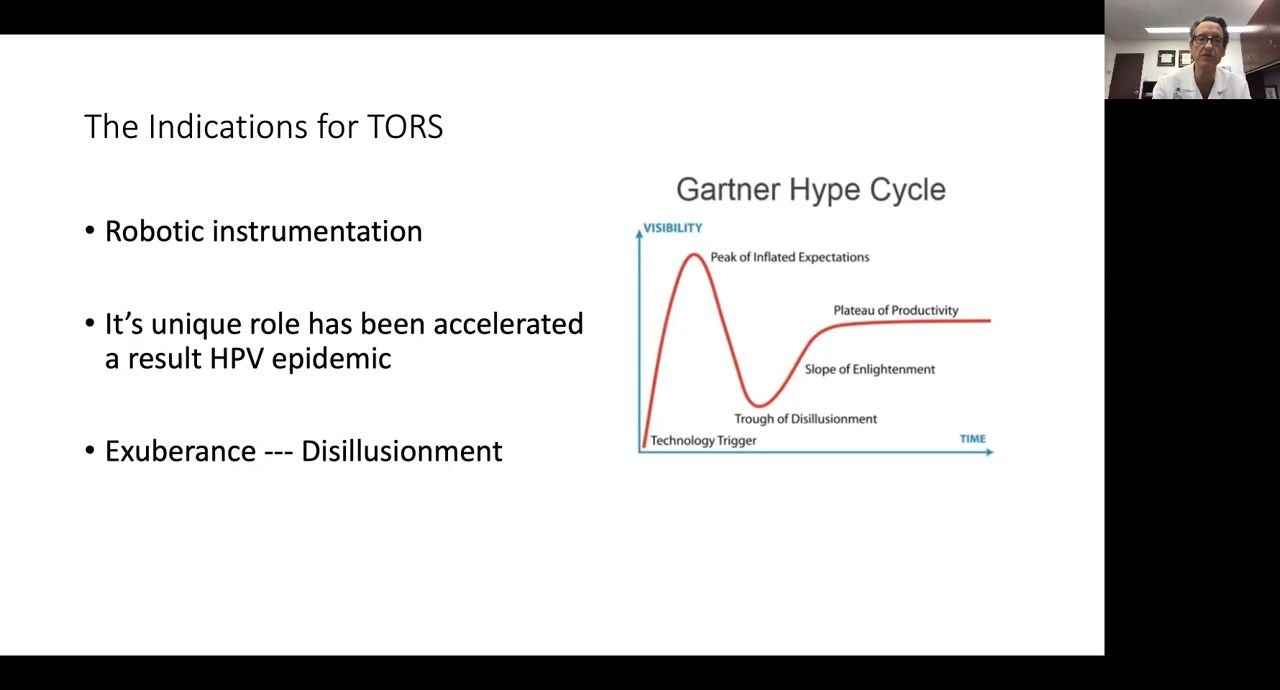 The Indications for TORS
• Robotic instrumentation
• It’s unique role has been accelerated
a result HPV epidemic
• Exuberance --- Disillusionment
Gartner Hype Cycle
VISIBILITY
Peak of Inflated Expectations
Plateau of Productivity
Slope of Enlightenment
Trough of Disillusionment
Technology Trigger
TIME